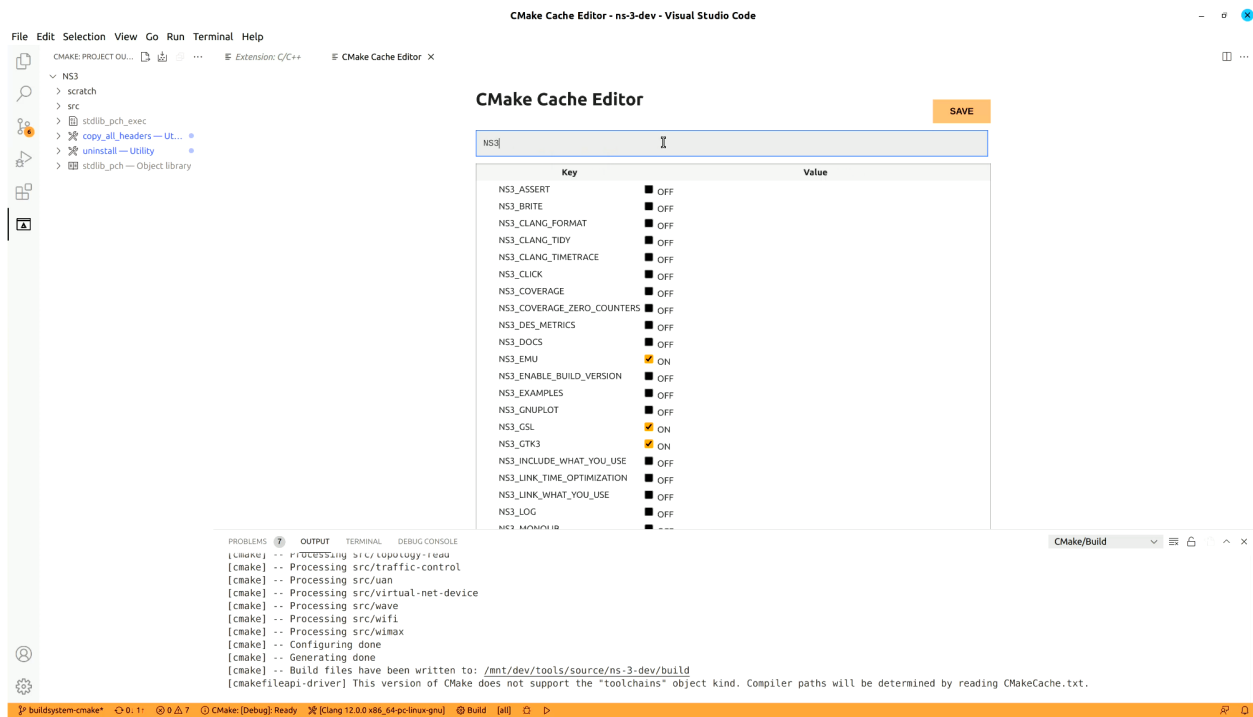 CMake Cache Editor - ns-3-dev - Visual Studio Code
File Edit Selection View Go Run Terminal Help
CMAKE: PROJECT OU... ···
Extension: C/C++
CMake Cache Editor
NS3
scratch
src
stdlib_pch_exec
copy_all_headers — Ut...
uninstall — Utility
stdlib_pch — Object library
6
CMake Cache Editor
SAVE
NS3
Key Value
NS3_ASSERT OFF
NS3_BRITE OFF
NS3_CLANG_FORMAT OFF
NS3_CLANG_TIDY OFF
NS3_CLANG_TIMETRACE OFF
NS3_CLICK OFF
NS3_COVERAGE OFF
NS3_COVERAGE_ZERO_COUNTERS OFF
NS3_DES_METRICS OFF
NS3_DOCS OFF
NS3_EMU ON
NS3_ENABLE_BUILD_VERSION OFF
NS3_EXAMPLES OFF
NS3_GNUPLOT OFF
NS3_GSL ON
NS3_GTK3 ON
NS3_INCLUDE_WHAT_YOU_USE OFF
NS3_LINK_TIME_OPTIMIZATION OFF
NS3_LINK_WHAT_YOU_USE OFF
NS3_LOG OFF
NS3_MONOLIB OFF
PROBLEMS 7 OUTPUT TERMINAL DEBUG CONSOLE CMake/Build
[cmake] -- Processing src/topology-read
[cmake] -- Processing src/traffic-control
[cmake] -- Processing src/uan
[cmake] -- Processing src/virtual-net-device
[cmake] -- Processing src/wave
[cmake] -- Processing src/wifi
[cmake] -- Processing src/wimax
[cmake] -- Configuring done
[cmake] -- Generating done
[cmake] -- Build files have been written to: /mnt/dev/tools/source/ns-3-dev/build
[cmakefileapi-driver] This version of CMake does not support the "toolchains" object kind. Compiler paths will be determined by reading CMakeCache.txt.
buildsystem-cmake* 0↓ 1↑ 0 7 CMake: [Debug]: Ready [Clang 12.0.0 x86_64-pc-linux-gnu] Build [all]